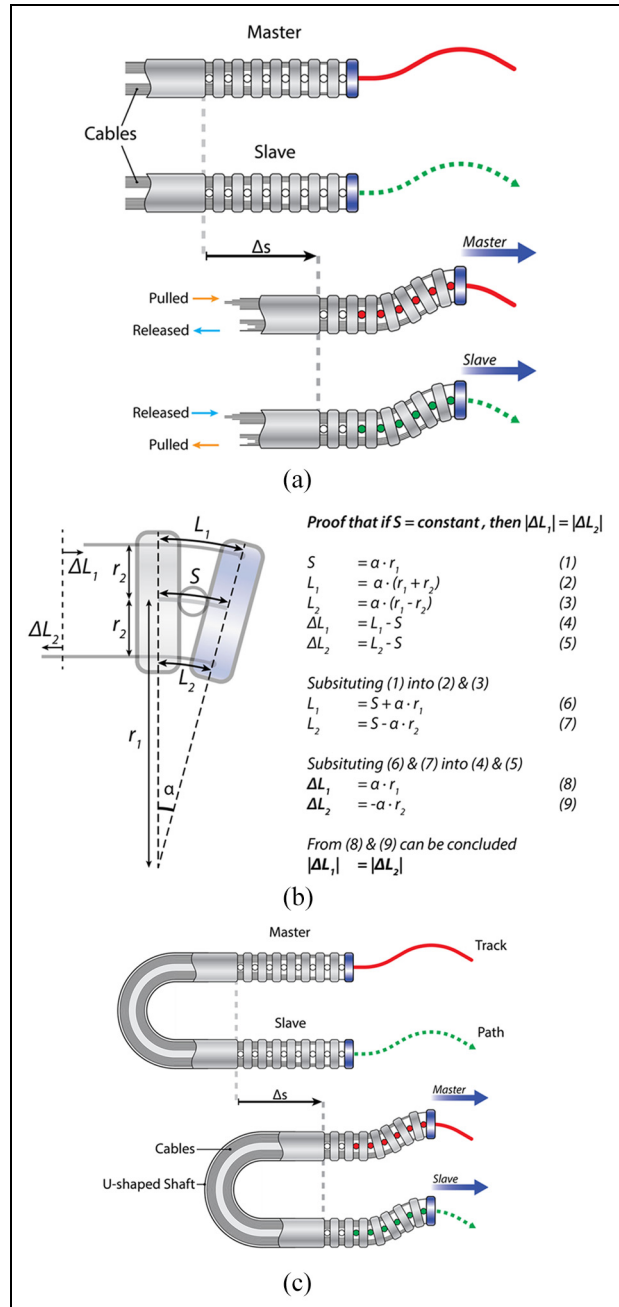 Master
Cables
Slave
Δs
Master
Pulled
Released
Slave
Released
Pulled
(a)
Proof that if S = constant , then |ΔL₁| = |ΔL₂|
L₁
S
ΔL₁
r₂
r₂
ΔL₂
L₂
r₁
α
S = α · r₁ (1)
L₁ = α · (r₁ + r₂) (2)
L₂ = α · (r₁ - r₂) (3)
ΔL₁ = L₁ - S (4)
ΔL₂ = L₂ - S (5)
Subsituting (1) into (2) & (3)
L₁ = S + α · r₁ (6)
L₂ = S - α · r₂ (7)
Subsituting (6) & (7) into (4) & (5)
ΔL₁ = α · r₁ (8)
ΔL₂ = -α · r₂ (9)
From (8) & (9) can be concluded
|ΔL₁| = |ΔL₂|
(b)
Master
Track
Slave
Path
Δs
Master
Cables
U-shaped Shaft
Slave
(c)